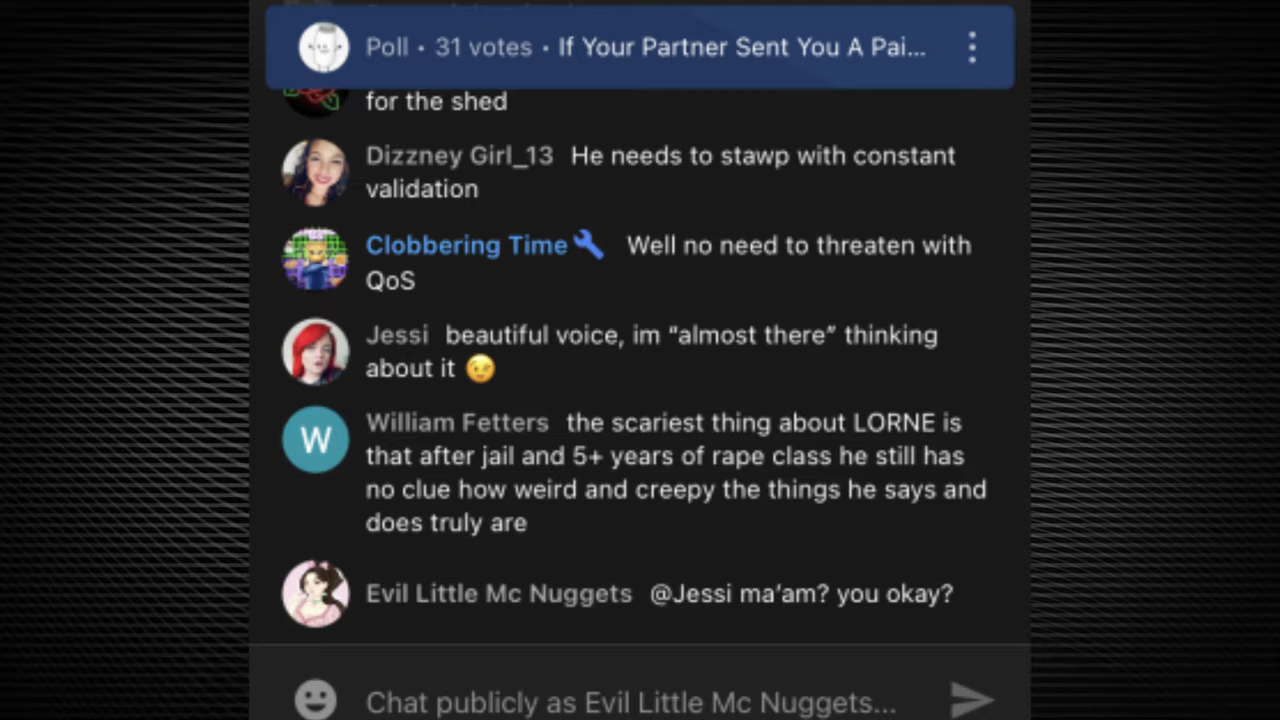 Poll • 31 votes • If Your Partner Sent You A Pai...
for the shed
Dizzney Girl_13 He needs to stawp with constant
validation
Clobbering Time Well no need to threaten with
QoS
Jessi beautiful voice, im “almost there” thinking
about it 😉
William Fetters the scariest thing about LORNE is
W
that after jail and 5+ years of rape class he still has
no clue how weird and creepy the things he says and
does truly are
Evil Little Mc Nuggets @Jessi ma’am? you okay?
Chat publicly as Evil Little Mc Nuggets...